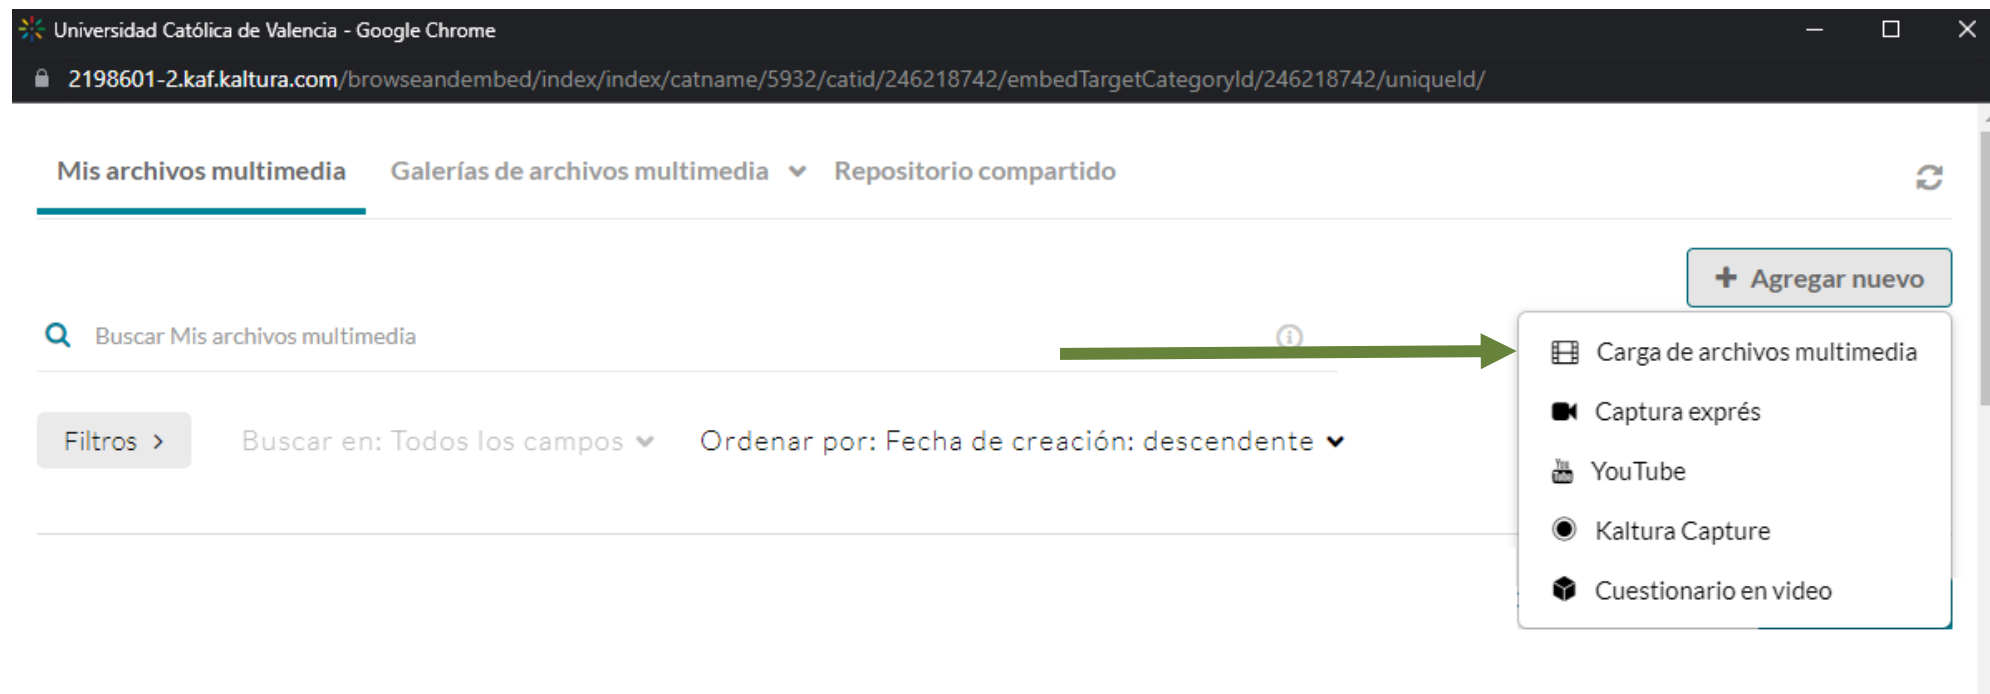 Universidad Católica de Valencia - Google Chrome
2198601-2.kaf.kaltura.com/browseandembed/index/index/catname/5932/catid/246218742/embedTargetCategoryId/246218742/uniqueId/
Mis archivos multimedia Galerías de archivos multimedia Repositorio compartido
+ Agregar nuevo
Buscar Mis archivos multimedia
Carga de archivos multimedia
Captura exprés
Filtros > Buscar en: Todos los campos Ordenar por: Fecha de creación: descendente
You Tube YouTube
Kaltura Capture
Cuestionario en video